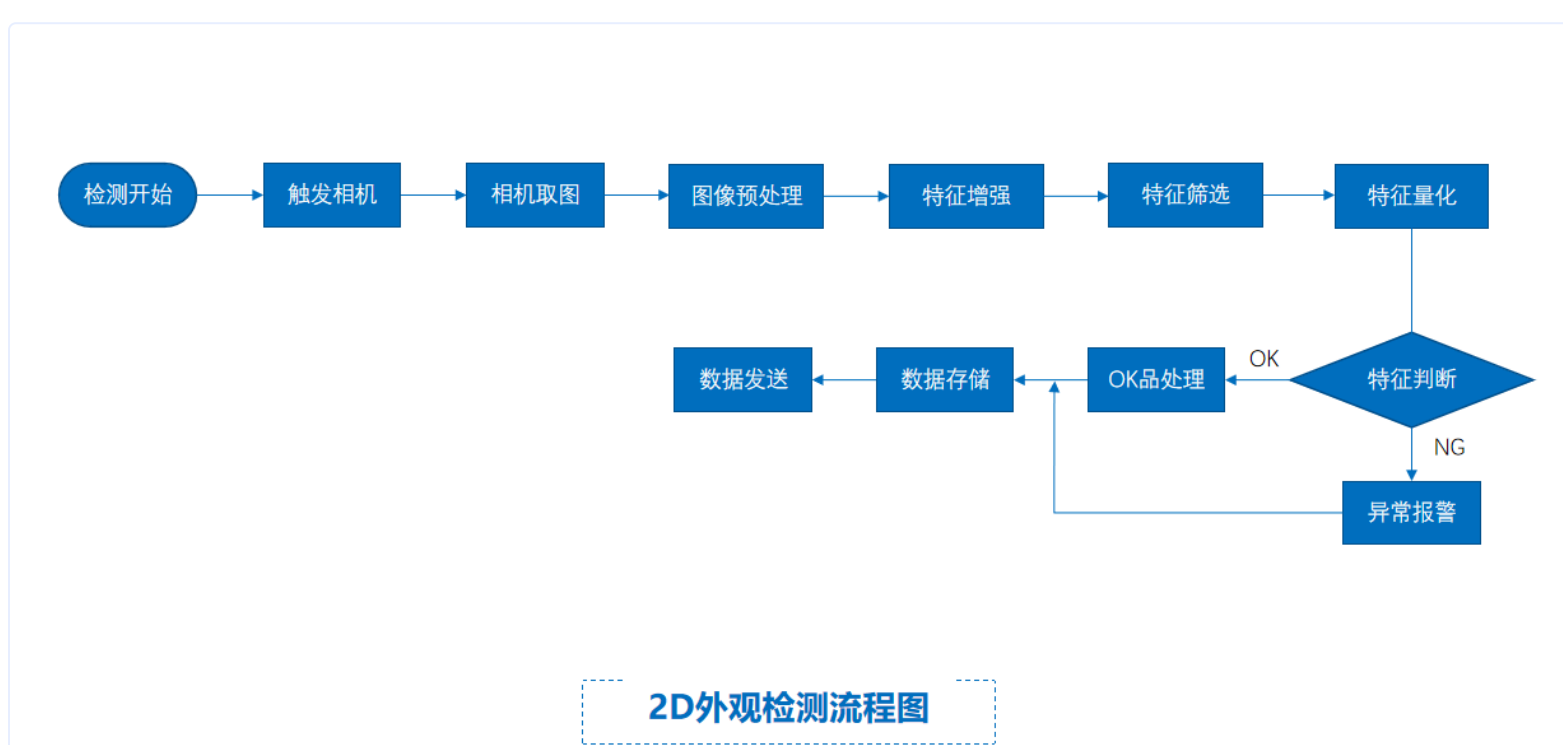 检测开始
触发相机
相机取图
图像预处理
特征增强
特征筛选
特征量化
数据发送
数据存储
OK品处理
OK
特征判断
NG
异常报警
2D外观检测流程图